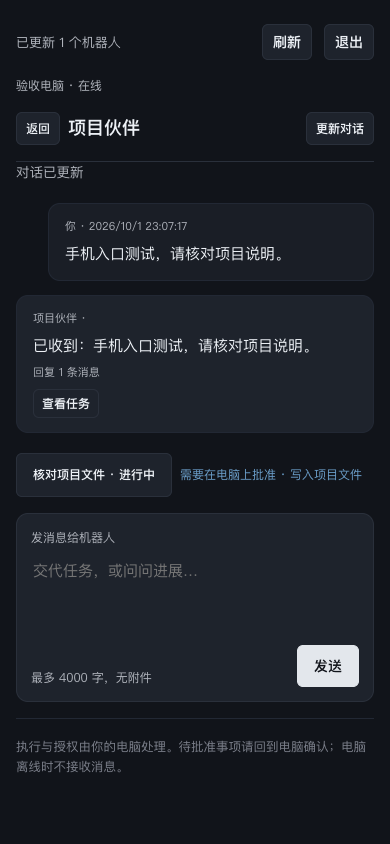 已更新 1 个机器人
刷新
退出
验收电脑 · 在线
返回
项目伙伴
更新对话
对话已更新
你 · 2026/10/1 23:07:17
手机入口测试，请核对项目说明。
项目伙伴 ·
已收到：手机入口测试，请核对项目说明。
回复 1 条消息
查看任务
核对项目文件 · 进行中
需要在电脑上批准 · 写入项目文件
发消息给机器人
交代任务，或问问进展…
最多 4000 字，无附件
发送
执行与授权由你的电脑处理。待批准事项请回到电脑确认；电脑
离线时不接收消息。